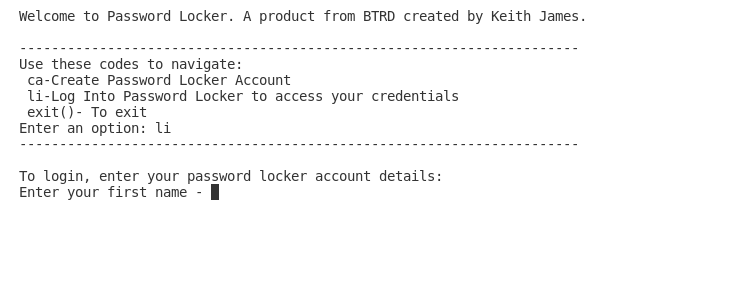 Welcome to Password Locker. A product from BTRD created by Keith James.
----------------------------------------------------------------------
Use these codes to navigate:
 ca-Create Password Locker Account
 li-Log Into Password Locker to access your credentials
 exit()- To exit
Enter an option: li
----------------------------------------------------------------------
To login, enter your password locker account details:
Enter your first name -